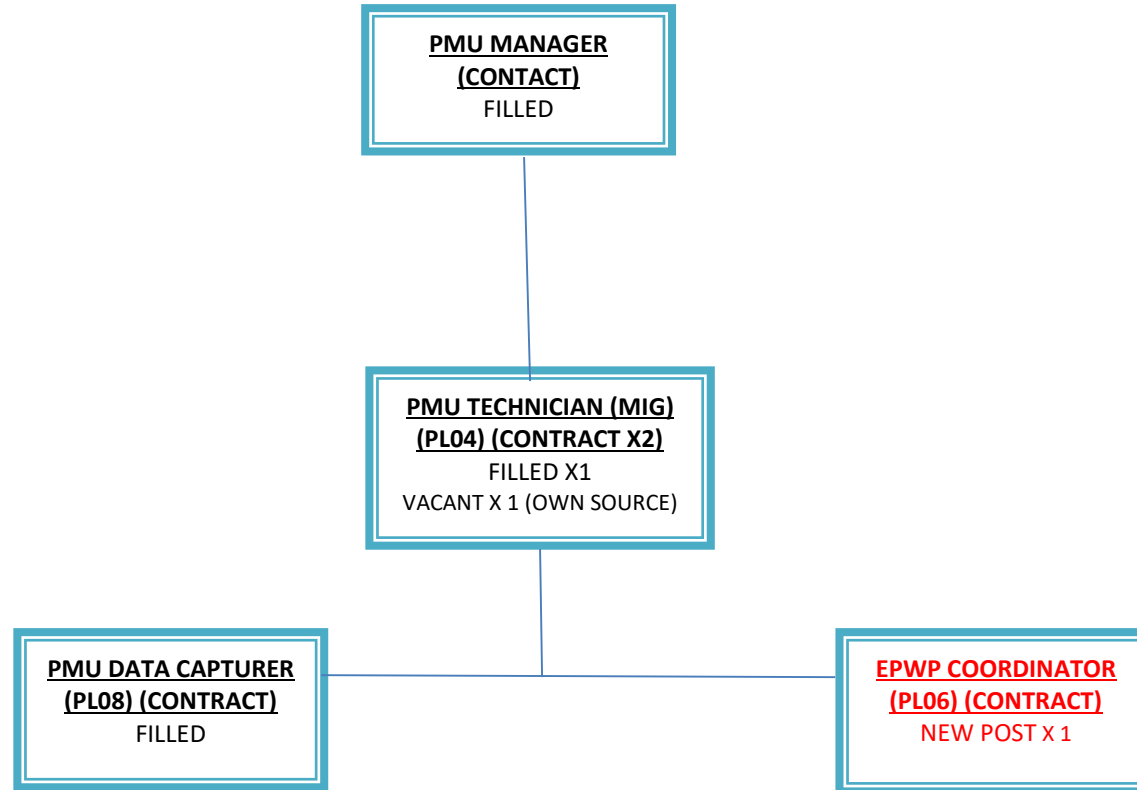 PMU MANAGER
(CONTACT)
FILLED
PMU TECHNICIAN (MIG)
(PL04) (CONTRACT X2)
FILLED X1
VACANT X 1 (OWN SOURCE)
PMU DATA CAPTURER
(PL08) (CONTRACT)
FILLED
EPWP COORDINATOR
(PL06) (CONTRACT)
NEW POST X 1